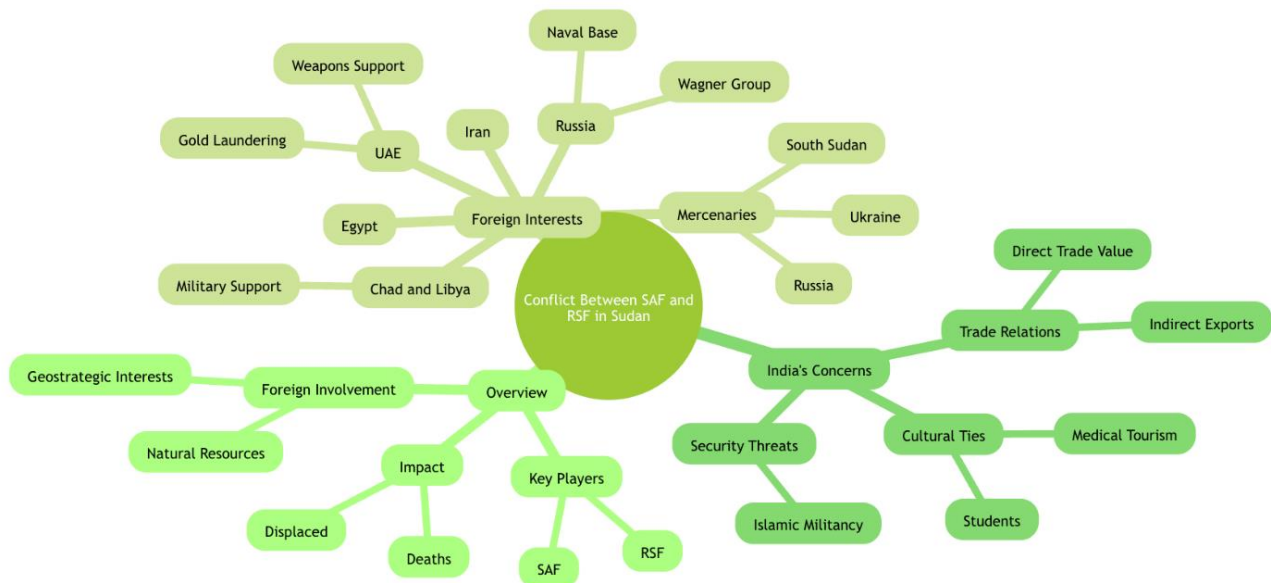 Naval Base
Weapons Support
Wagner Group
Iran
Russia
Gold Laundering
UAE
South Sudan
Egypt
Foreign Interests
Mercenaries
Ukraine
Military Support
Chad and Libya
Russia
Conflict Between SAF and
RSF in Sudan
Direct Trade Value
Trade Relations
Indirect Exports
India's Concerns
Geostrategic Interests
Foreign Involvement
Overview
Natural Resources
Security Threats
Cultural Ties
Medical Tourism
Impact
Key Players
Displaced
Deaths
SAF
RSF
Islamic Militancy
Students